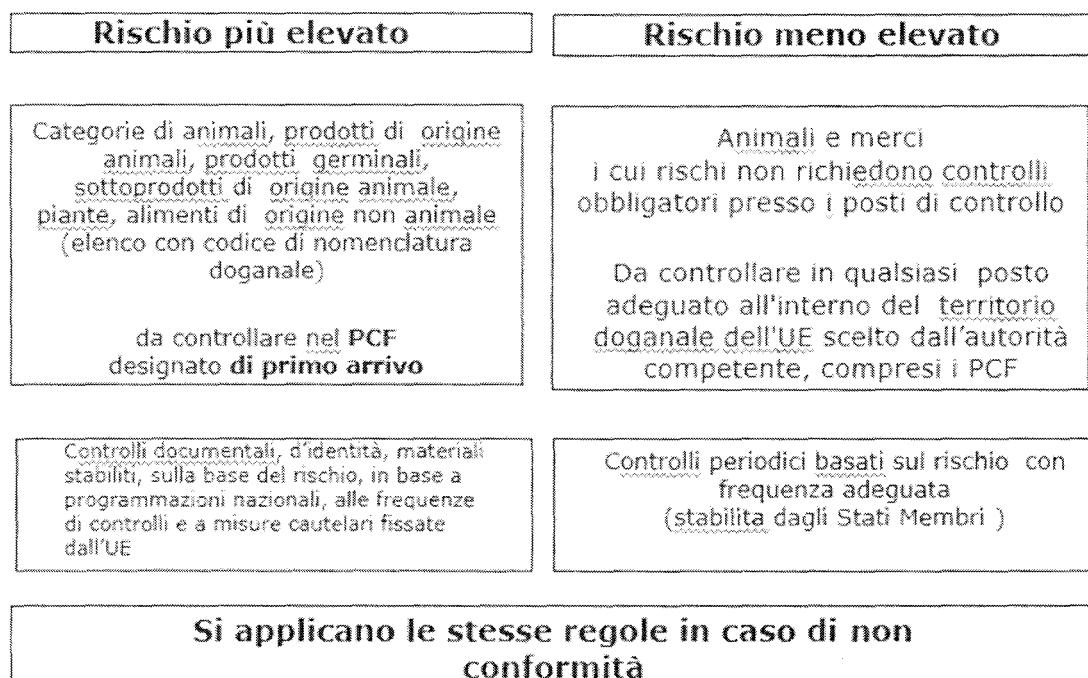 Rischio più elevato
Rischio meno elevato
Categorie di animali, prodotti di origine
animali, prodotti germinali,
sottoprodotti di origine animale,
piante, alimenti di origine non animale
(elenco con codice di nomenclatura
doganale)
da controllare nel PCF
designato di primo arrivo
Animali e merci
i cui rischi non richiedono controlli
obbligatori presso i posti di controllo
Da controllare in qualsiasi posto
adeguato all'interno del territorio
doganale dell'UE scelto dall'autorità
competente, compresi i PCF
Controlli documentali, d'identità, materiali
stabiliti, sulla base del rischio, in base a
programmazioni nazionali, alle frequenze
di controlli e a misure cautelari fissate
dall'UE
Controlli periodici basati sul rischio con
frequenza adeguata
(stabilita dagli Stati Membri )
Si applicano le stesse regole in caso di non
conformità